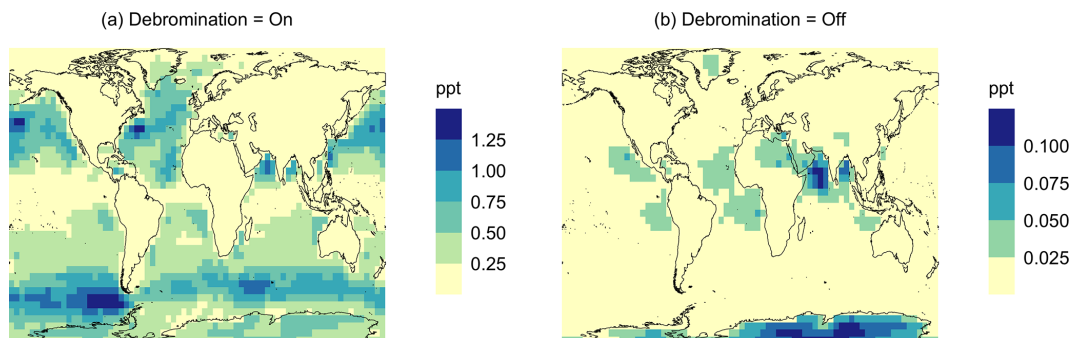 (a) Debromination = On
ppt
1.25
1.00
0.75
0.50
0.25
(b) Debromination = Off
ppt
0.100
0.075
0.050
0.025